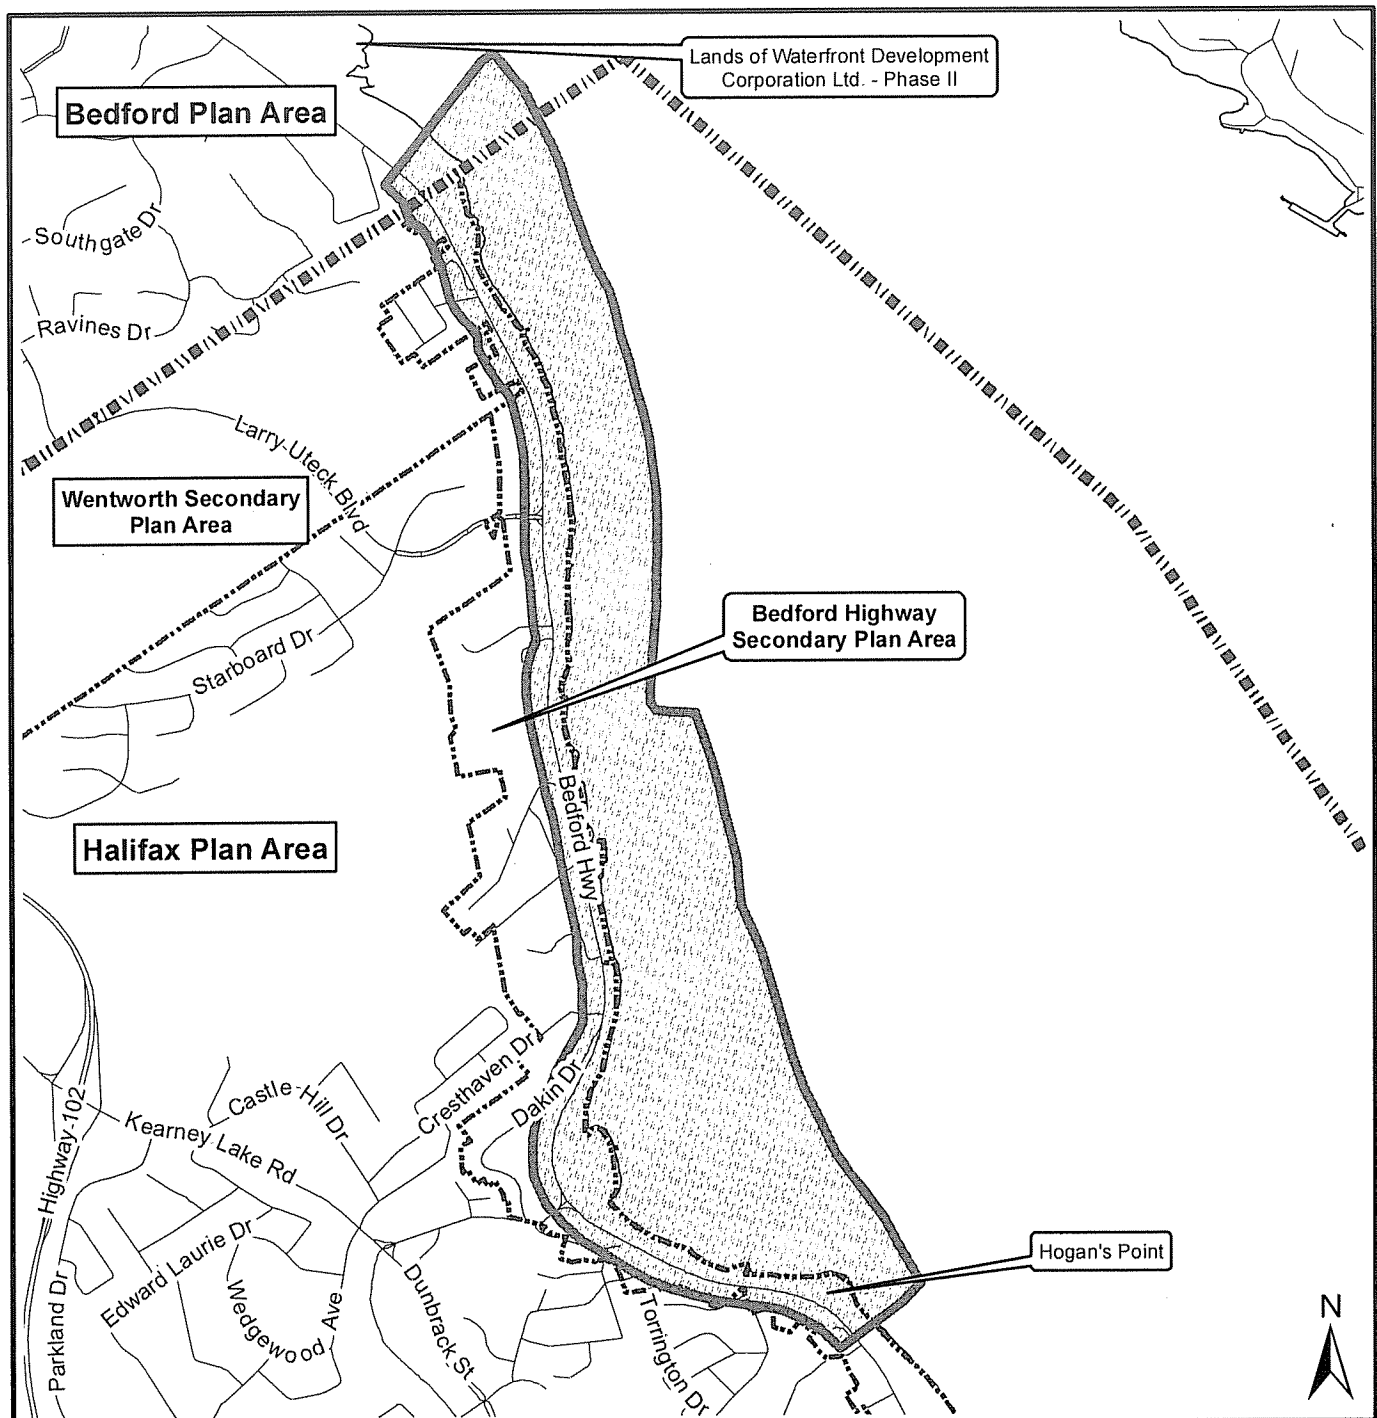 Lands of Waterfront Development
Corporation Ltd. - Phase II
Bedford Plan Area
Southgate Dr
Ravines Dr
Larry Uteck Blvd
Wentworth Secondary
Plan Area
Bedford Highway
Secondary Plan Area
Starboard Dr
Bedford Hwy
Halifax Plan Area
Cresthaven Dr
Dakin Dr
Castle Hill Dr
Kearney Lake Rd
Highway 102
Parkland Dr
Edward Laurie Dr
Wedgewood Ave
Dunbrack St
Torrington Dr
Hogan's Point
N